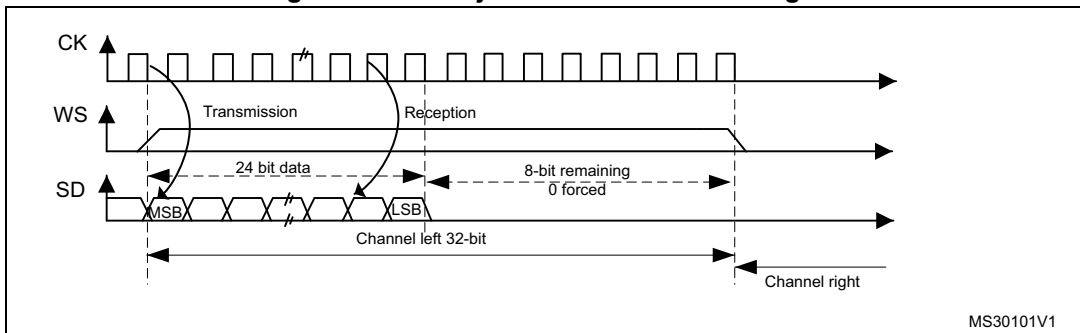 CK
WS
Transmission
Reception
24 bit data
8-bit remaining
0 forced
SD
MSB
LSB
Channel left 32-bit
Channel right
MS30101V1